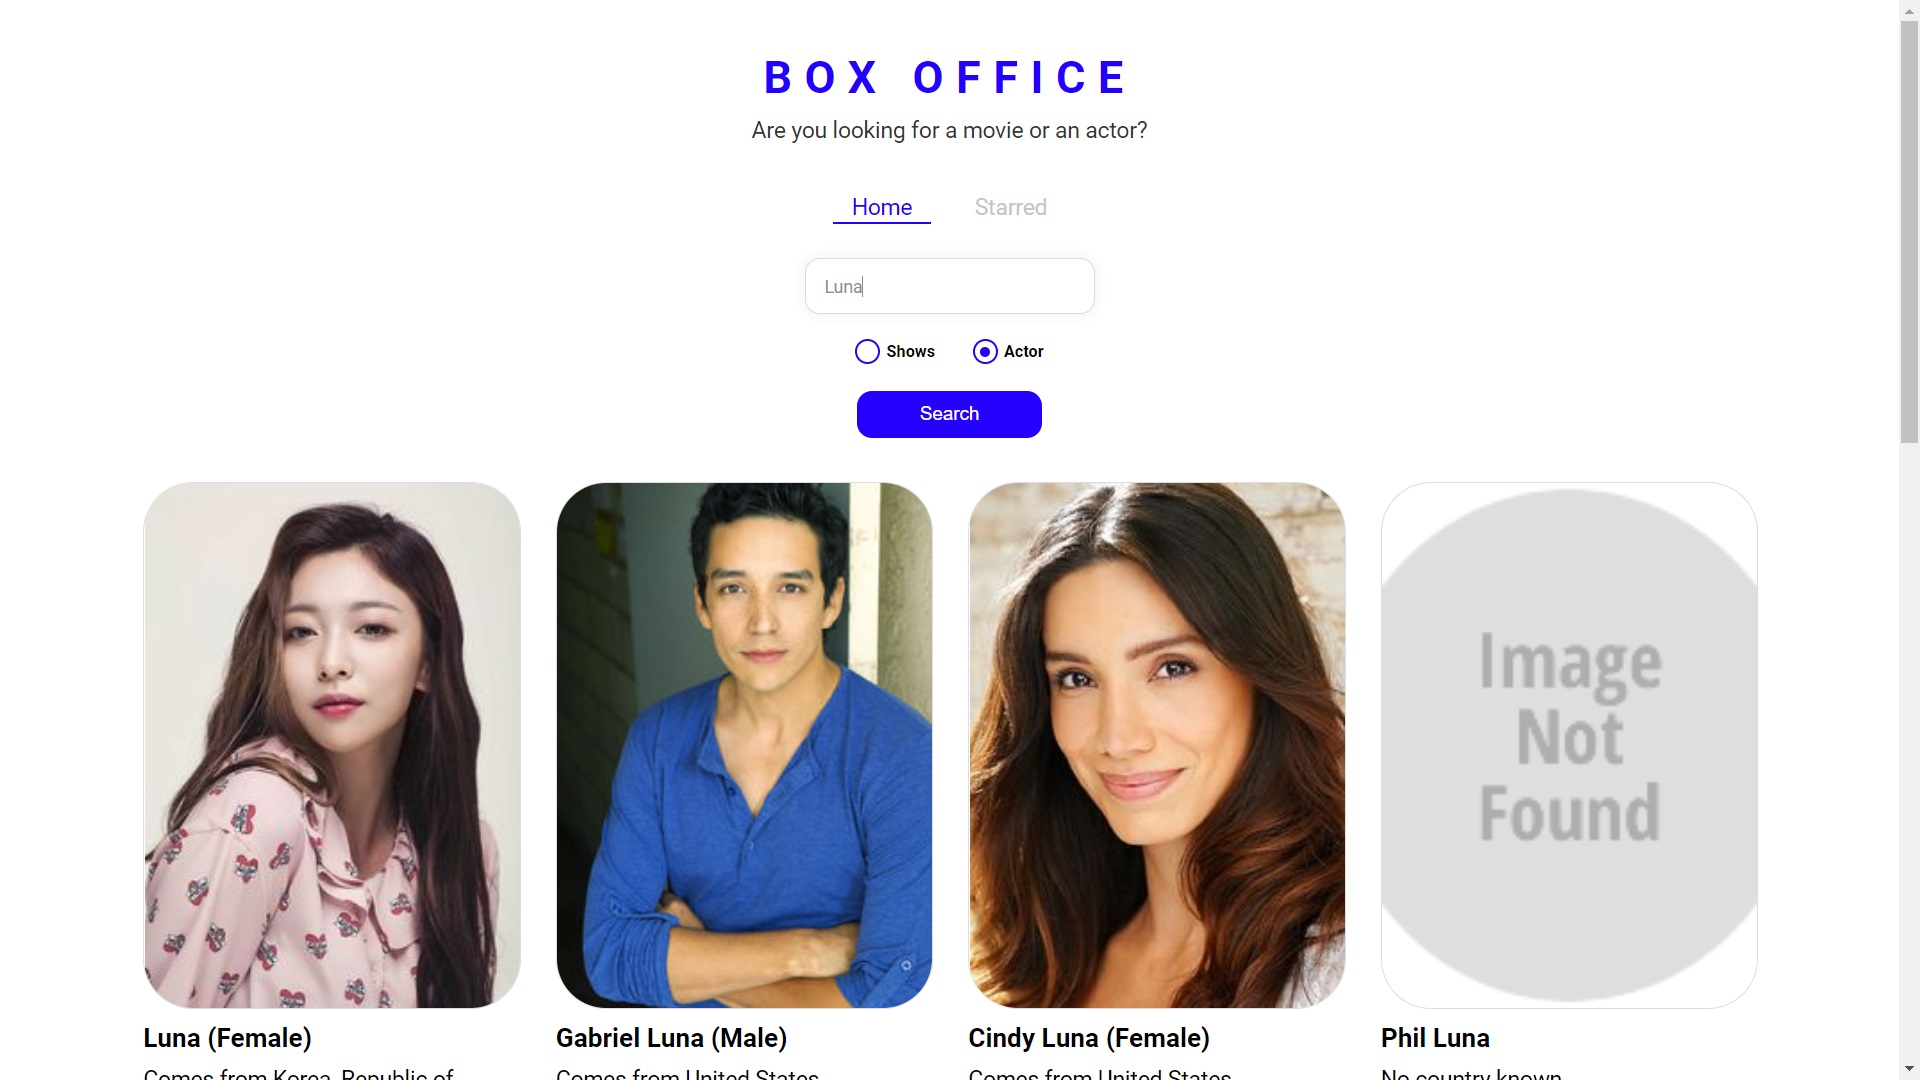 BOX OFFICE
Are you looking for a movie or an actor?
Home Starred
Luna
Shows Actor
Search
Image
Not
Found
Luna (Female) Gabriel Luna (Male) Cindy Luna (Female) Phil Luna
Comes from Korea, Republic of Comes from United States Comes from United States No country known